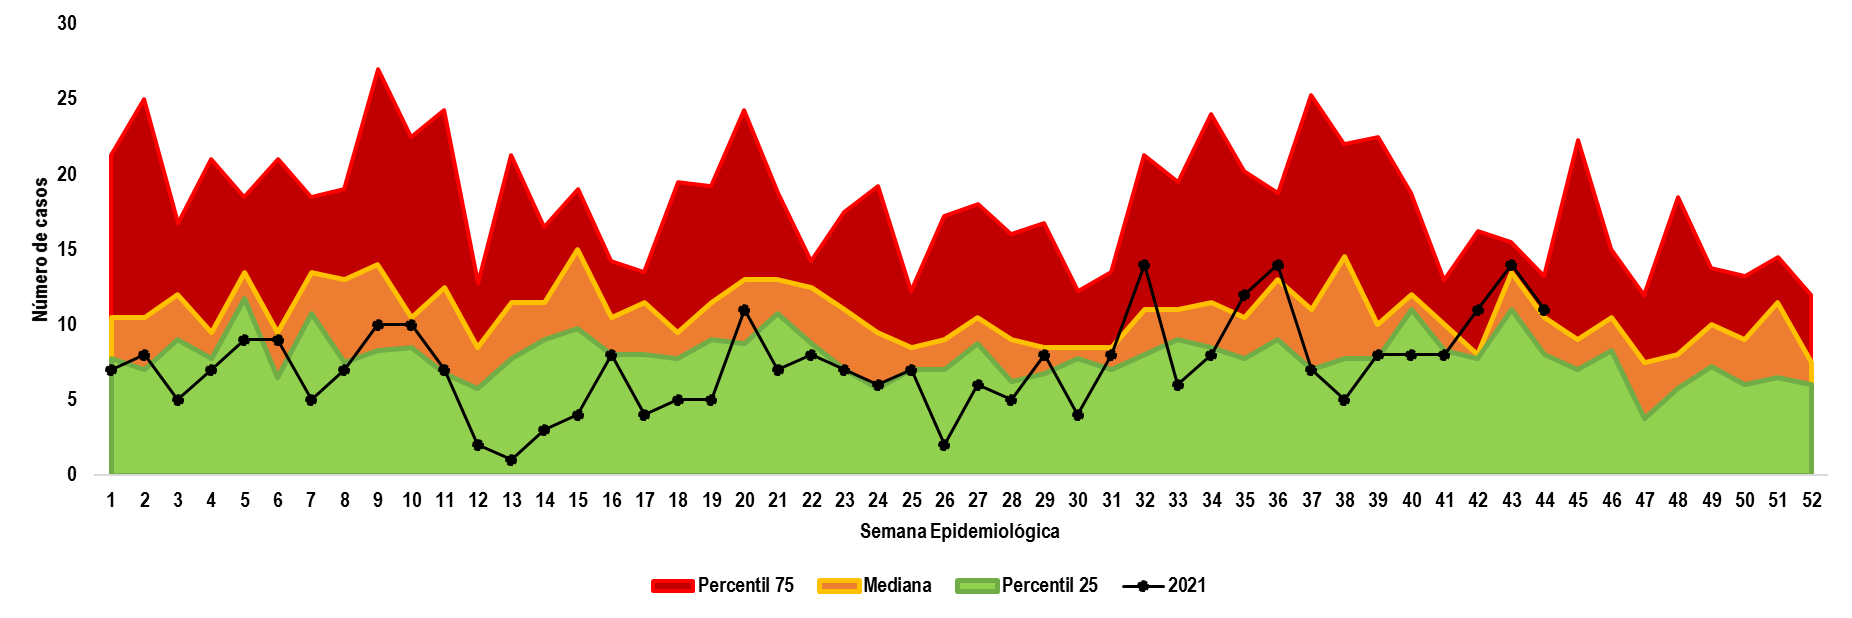 30
25
20
15
10
5
0
Número de casos
1 2 3 4 5 6 7 8 9 10 11 12 13 14 15 16 17 18 19 20 21 22 23 24 25 26 27 28 29 30 31 32 33 34 35 36 37 38 39 40 41 42 43 44 45 46 47 48 49 50 51 52
Semana Epidemiológica
Percentil 75 Mediana Percentil 25 2021